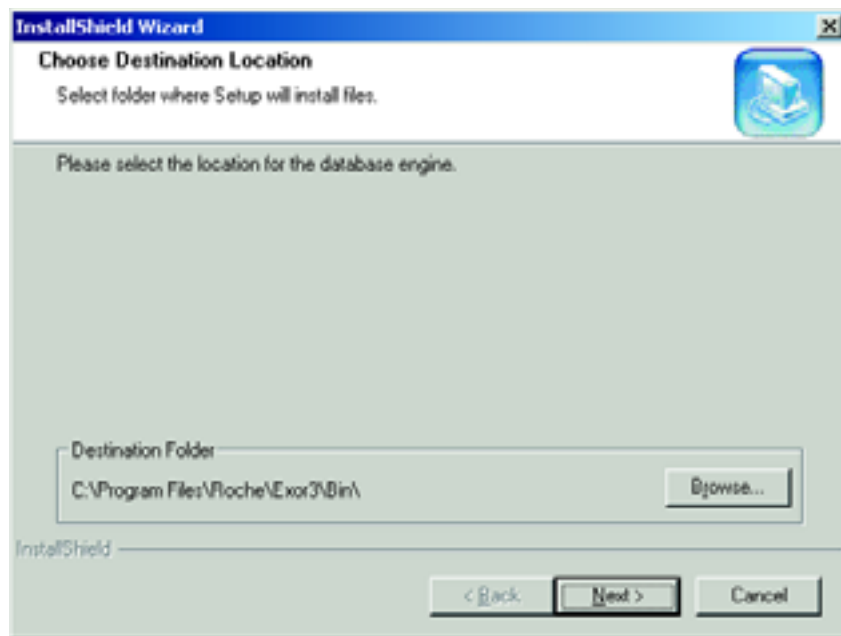 InstallShield Wizard
Choose Destination Location
Select folder where Setup will install files.
Please select the location for the database engine.
Destination Folder
C:\Program Files\Roche\Exor3\Bin\
Browse...
InstallShield
< Back
Next >
Cancel